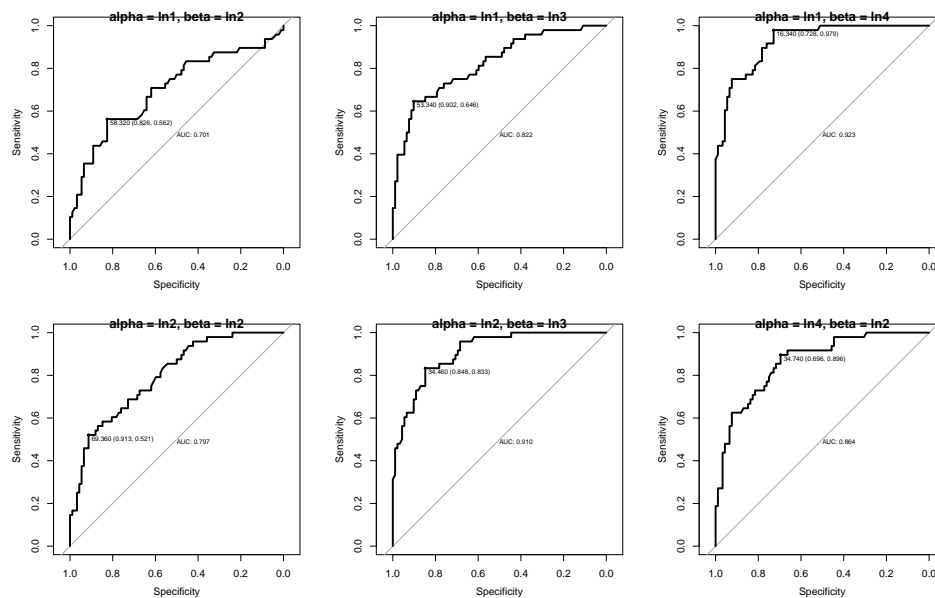 alpha = ln1, beta = ln2
1.0
0.8
0.6
0.4
0.2
0.0
Sensitivity
58.320 (0.826, 0.562)
AUC: 0.701
1.0 0.8 0.6 0.4 0.2 0.0
Specificity
alpha = ln1, beta = ln3
1.0
0.8
0.6
0.4
0.2
0.0
Sensitivity
53.340 (0.902, 0.646)
AUC: 0.822
1.0 0.8 0.6 0.4 0.2 0.0
Specificity
alpha = ln1, beta = ln4
1.0
0.8
0.6
0.4
0.2
0.0
Sensitivity
16.340 (0.728, 0.979)
AUC: 0.923
1.0 0.8 0.6 0.4 0.2 0.0
Specificity
alpha = ln2, beta = ln2
1.0
0.8
0.6
0.4
0.2
0.0
Sensitivity
69.360 (0.913, 0.521)
AUC: 0.797
1.0 0.8 0.6 0.4 0.2 0.0
Specificity
alpha = ln2, beta = ln3
1.0
0.8
0.6
0.4
0.2
0.0
Sensitivity
34.460 (0.848, 0.833)
AUC: 0.910
1.0 0.8 0.6 0.4 0.2 0.0
Specificity
alpha = ln4, beta = ln2
1.0
0.8
0.6
0.4
0.2
0.0
Sensitivity
34.740 (0.696, 0.896)
AUC: 0.864
1.0 0.8 0.6 0.4 0.2 0.0
Specificity